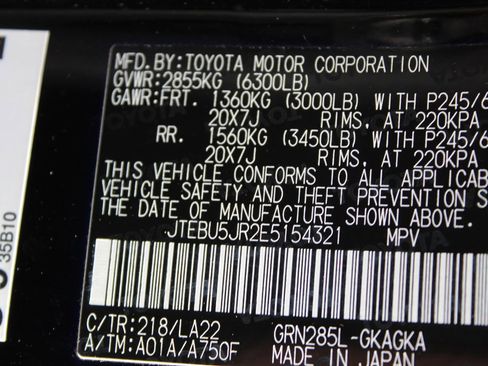 MFD.BY:TOYOTA MOTOR CORPORATION
GVWR:2855KG (6300LB)
GAWR:FRT. 1360KG (3000LB) WITH P245/6
20X7J RIMS, AT 220KPA
RR. 1560KG (3450LB) WITH P245/6
20X7J RIMS, AT 220KPA
THIS VEHICLE CONFORMS TO ALL APPLICAB
VEHICLE SAFETY AND THEFT PREVENTION S
THE DATE OF MANUFACTURE SHOWN ABOVE.
JTEBU5JR2E5154321 MPV
C/TR:218/LA22 GRN285L-GKAGKA
A/TM:A01A/A750F MADE IN JAPAN
35B10